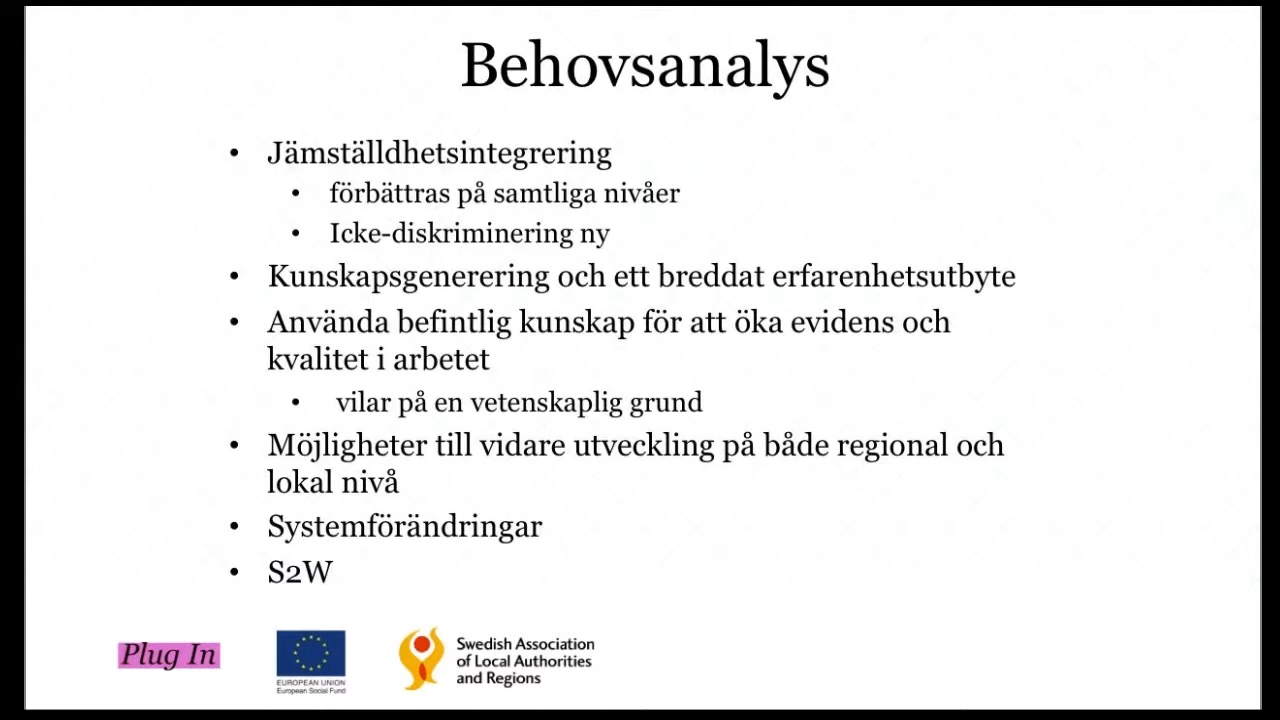 Behovsanalys
• Jämställdhetsintegrering
• förbättras på samtliga nivåer
• Icke-diskriminering ny
• Kunskapsgenerering och ett breddat erfarenhetsutbyte
• Använda befintlig kunskap för att öka evidens och
kvalitet i arbetet
• vilar på en vetenskaplig grund
• Möjligheter till vidare utveckling på både regional och
lokal nivå
• Systemförändringar
• S2W
Plug In
EUROPEAN UNION
European Social Fund
Swedish Association
of Local Authorities
and Regions